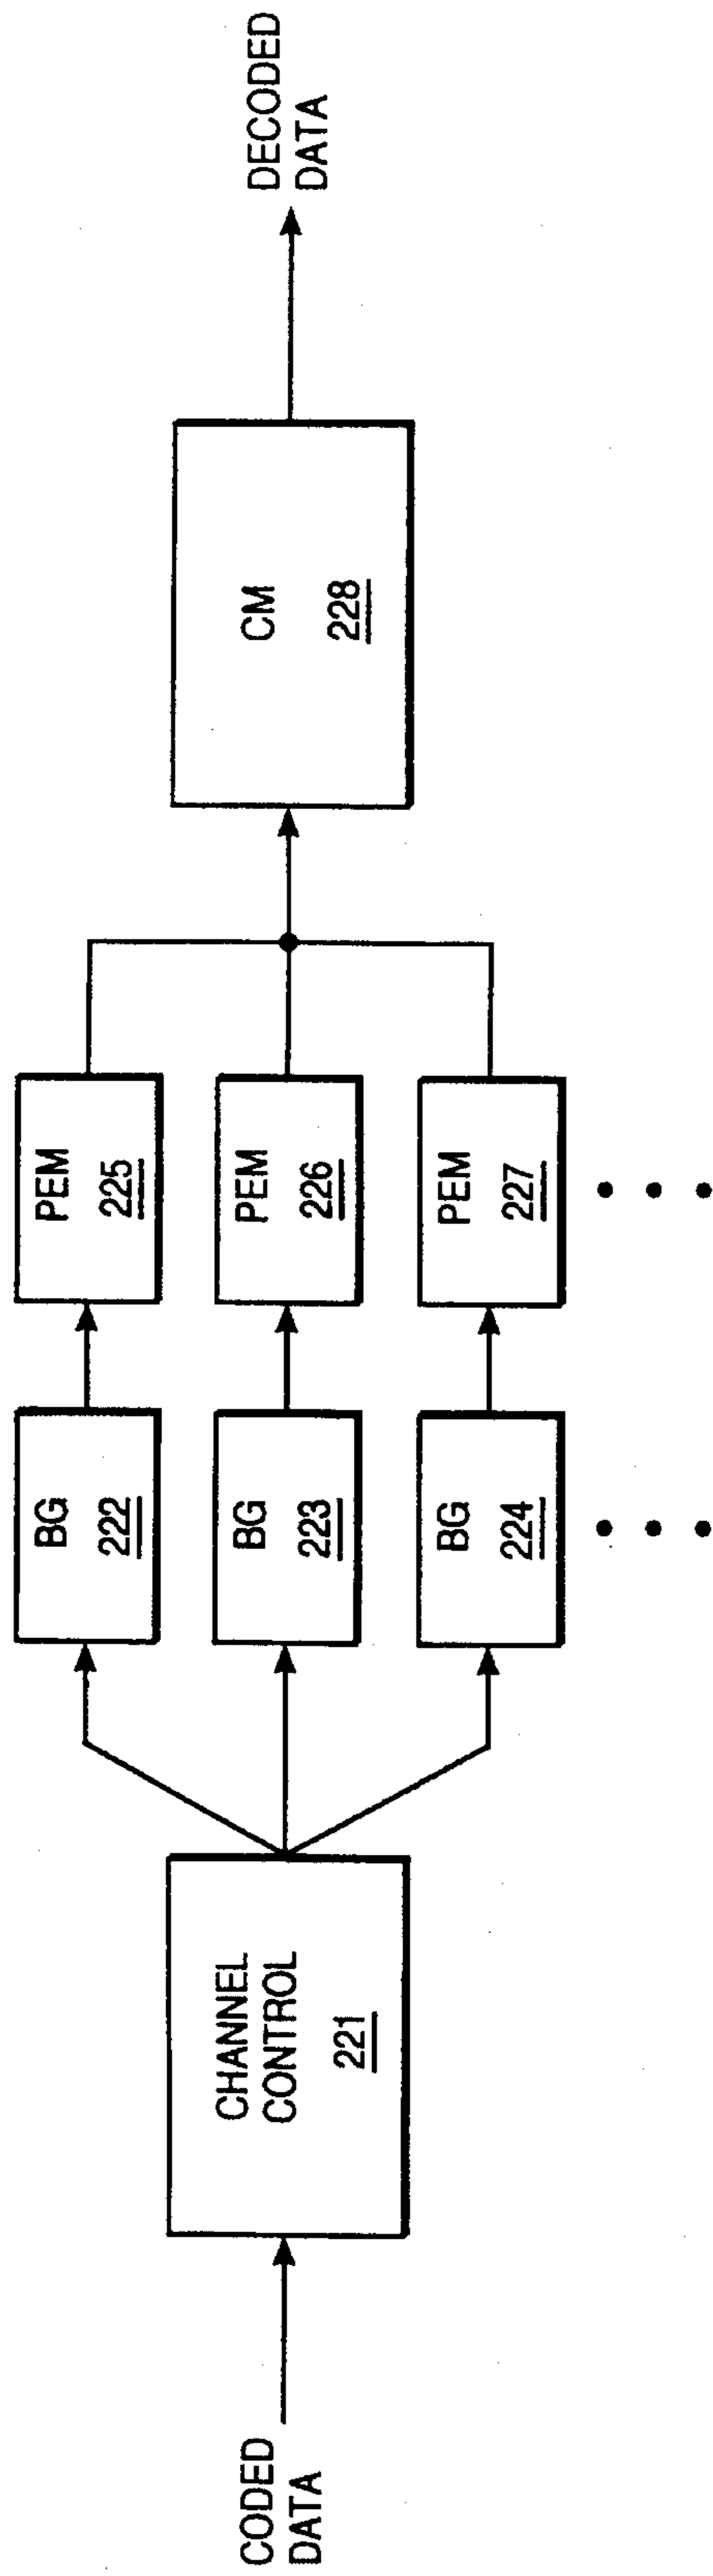 CODED
DATA
CHANNEL
CONTROL
221
BG
222
BG
223
BG
224
PEM
225
PEM
226
PEM
227
CM
228
DECODED
DATA